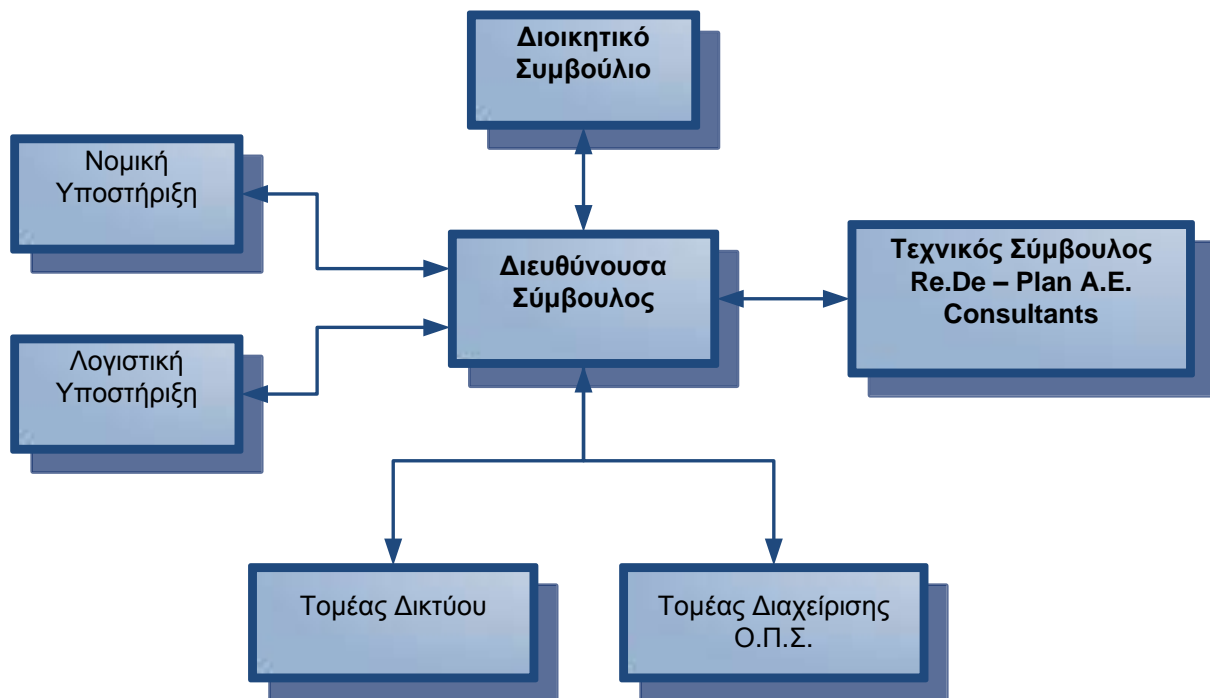 Διοικητικό
Συμβούλιο
Νομική
Υποστήριξη
Διευθύνουσα
Σύμβουλος
Τεχνικός Σύμβουλος
Re.De – Plan A.E.
Consultants
Λογιστική
Υποστήριξη
Τομέας Δικτύου
Τομέας Διαχείρισης
Ο.Π.Σ.